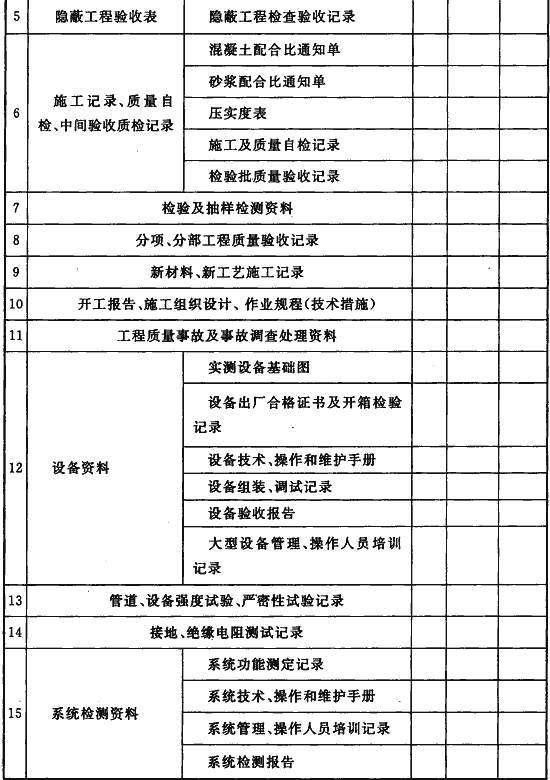 5 隐蔽工程验收表 隐蔽工程检查验收记录
混凝土配合比通知单
砂浆配合比通知单
6 施工记录、质量自
检、中间验收质检记录
压实度表
施工及质量自检记录
检验批质量验收记录
7 检验及抽样检测资料
8 分项、分部工程质量验收记录
9 新材料、新工艺施工记录
10 开工报告、施工组织设计、作业规程(技术措施)
11 工程质量事故及事故调查处理资料
实测设备基础图
设备出厂合格证书及开箱检验
记录
12 设备资料 设备技术、操作和维护手册
设备组装、调试记录
设备验收报告
大型设备管理、操作人员培训
记录
13 管道、设备强度试验、严密性试验记录
14 接地、绝缘电阻测试记录
系统功能测定记录
系统技术、操作和维护手册
15 系统检测资料
系统管理、操作人员培训记录
系统检测报告